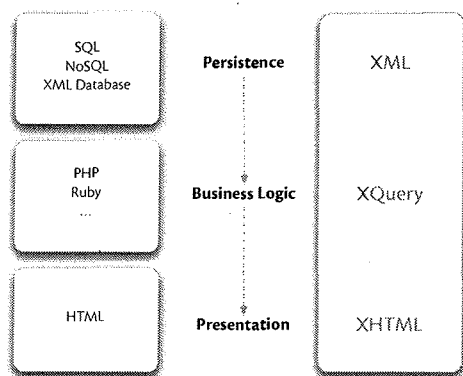 SQL
NoSQL
XML Database
Persistence
XML
PHP
Ruby
...
Business Logic
XQuery
HTML
Presentation
XHTML